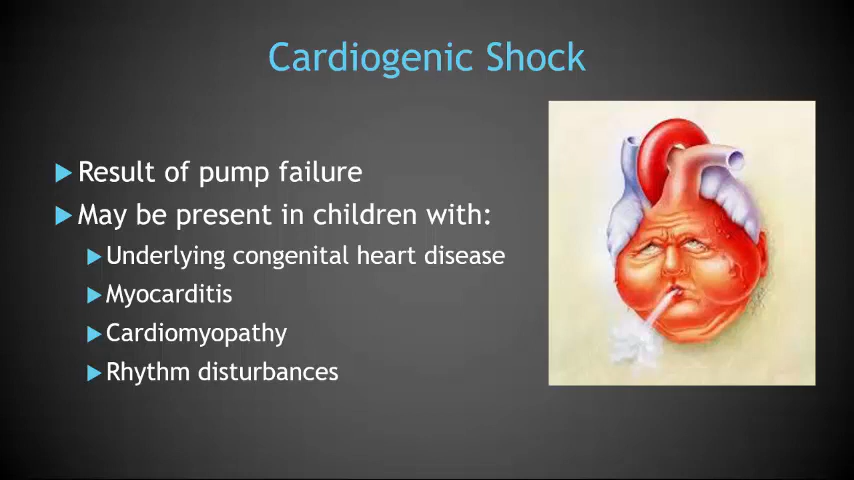 Cardiogenic Shock
Result of pump failure
May be present in children with:
Underlying congenital heart disease
Myocarditis
Cardiomyopathy
Rhythm disturbances